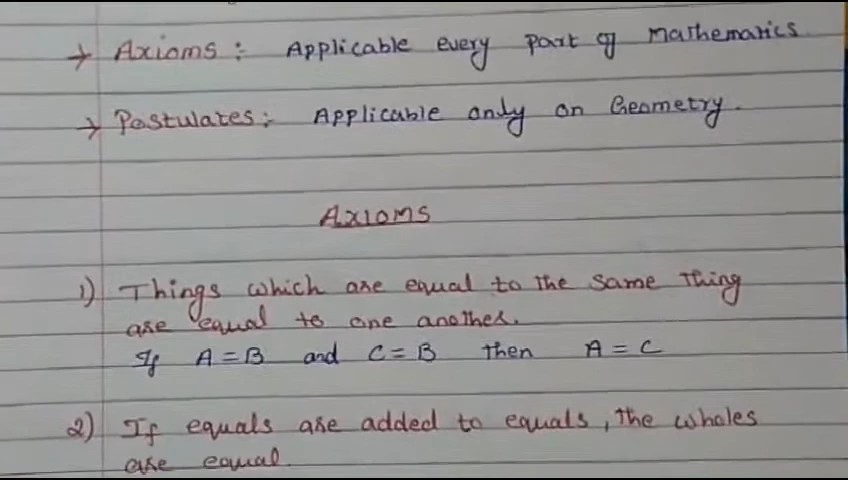 → Axioms : Applicable every part of Mathematics
→ Postulates : Applicable only on Geometry.
Axioms
1) Things which are equal to the same thing
are equal to one another.
If A = B and C = B then A = C
2) If equals are added to equals, the wholes
are equal.